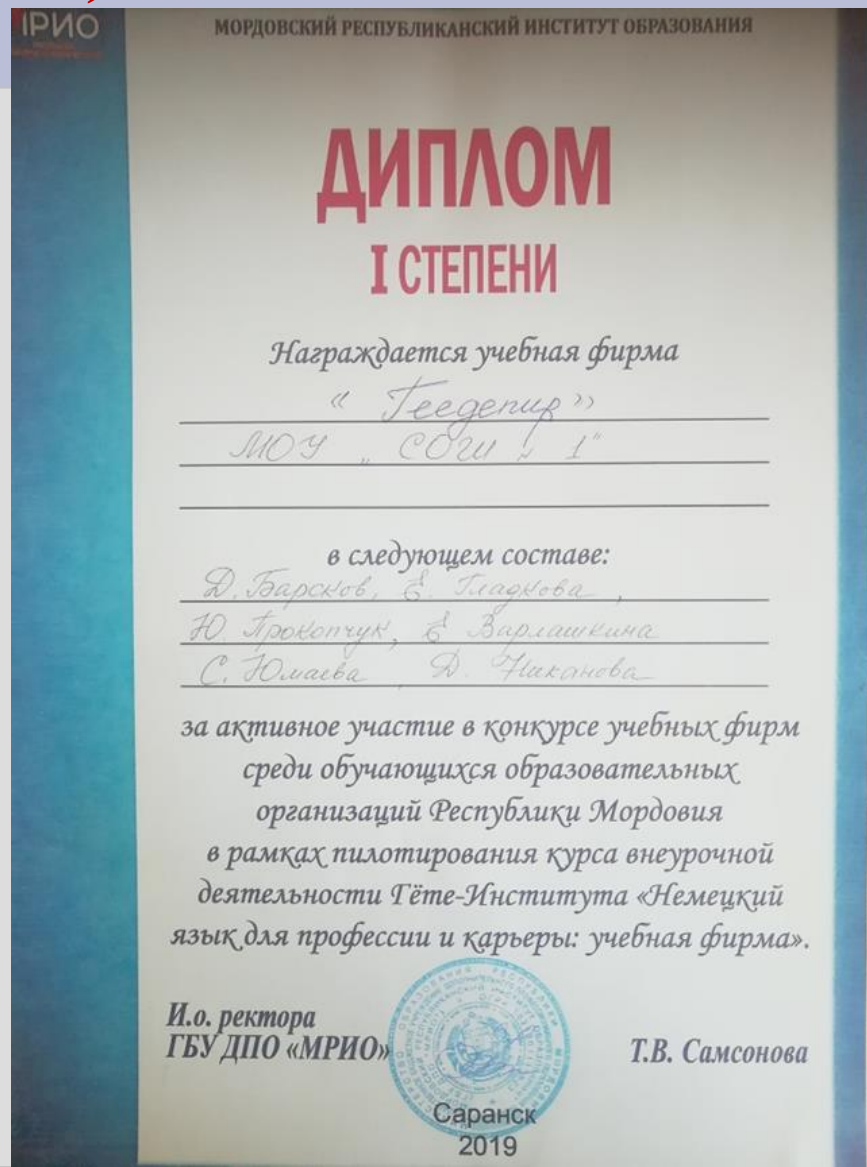 МРИО
МОРДОВСКИЙ РЕСПУБЛИКАНСКИЙ ИНСТИТУТ ОБРАЗОВАНИЯ
ДИПЛОМ
I СТЕПЕНИ
Награждается учебная фирма
МОУ „СОШ № 1"
в следующем составе:
Д. Барсков, Е. Гладкова,
Ю. Прокопчук, Е Варлашкина
С. Юмаева, Д. Никанова
за активное участие в конкурсе учебных фирм
среди обучающихся образовательных
организаций Республики Мордовия
в рамках пилотирования курса внеурочной
деятельности Гёте-Института «Немецкий
язык для профессии и карьеры: учебная фирма».
И.о. ректора
ГБУ ДПО «МРИО»
Т.В. Самсонова
Саранск
2019